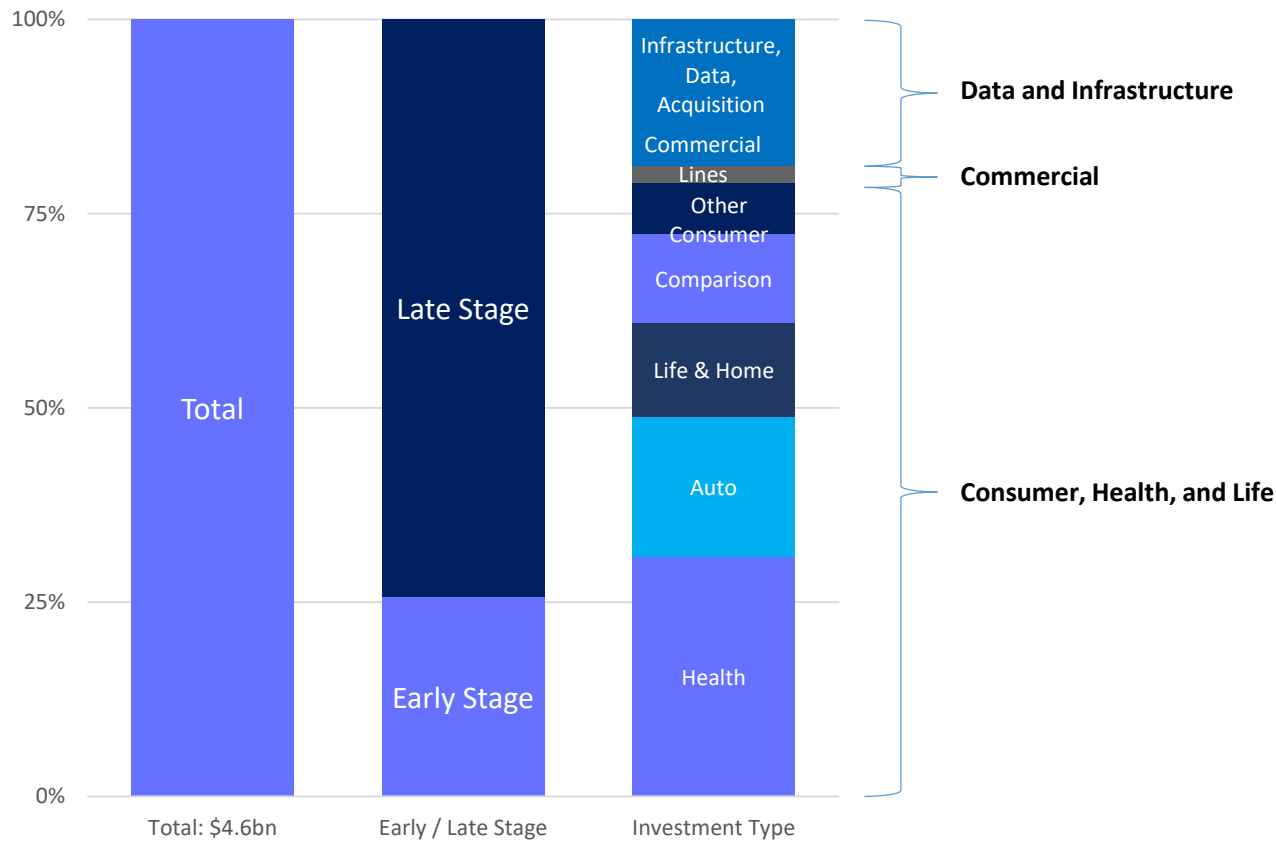 100%
75%
50%
25%
0%
Total
Late Stage
Early Stage
Infrastructure,
Data,
Acquisition
Commercial
Lines
Other
Consumer
Comparison
Life & Home
Auto
Health
Data and Infrastructure
Commercial
Consumer, Health, and Life
Total: $4.6bn
Early / Late Stage
Investment Type